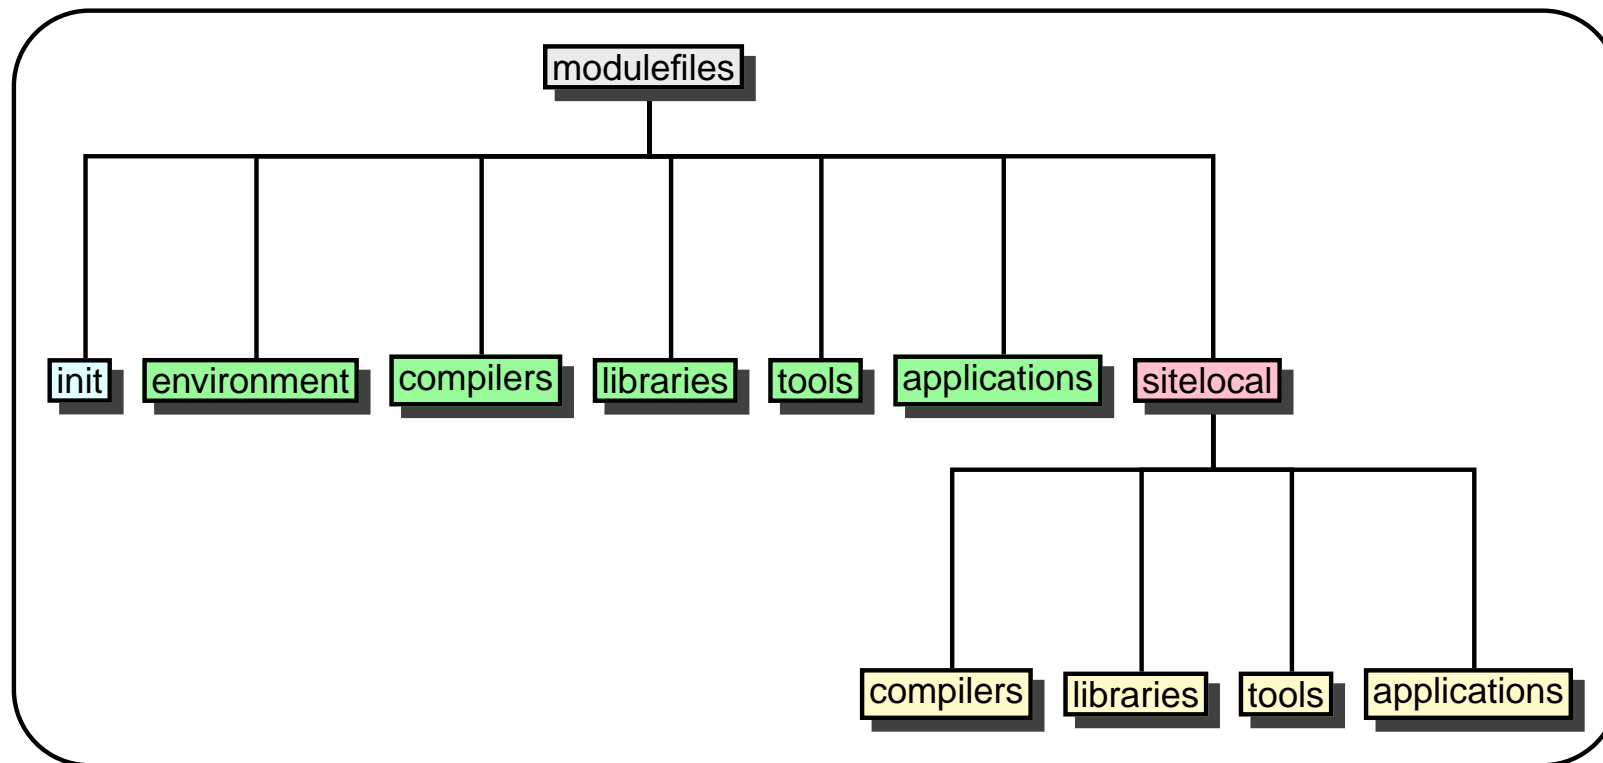 modulefiles
init environment compilers libraries tools applications sitelocal
compilers libraries tools applications